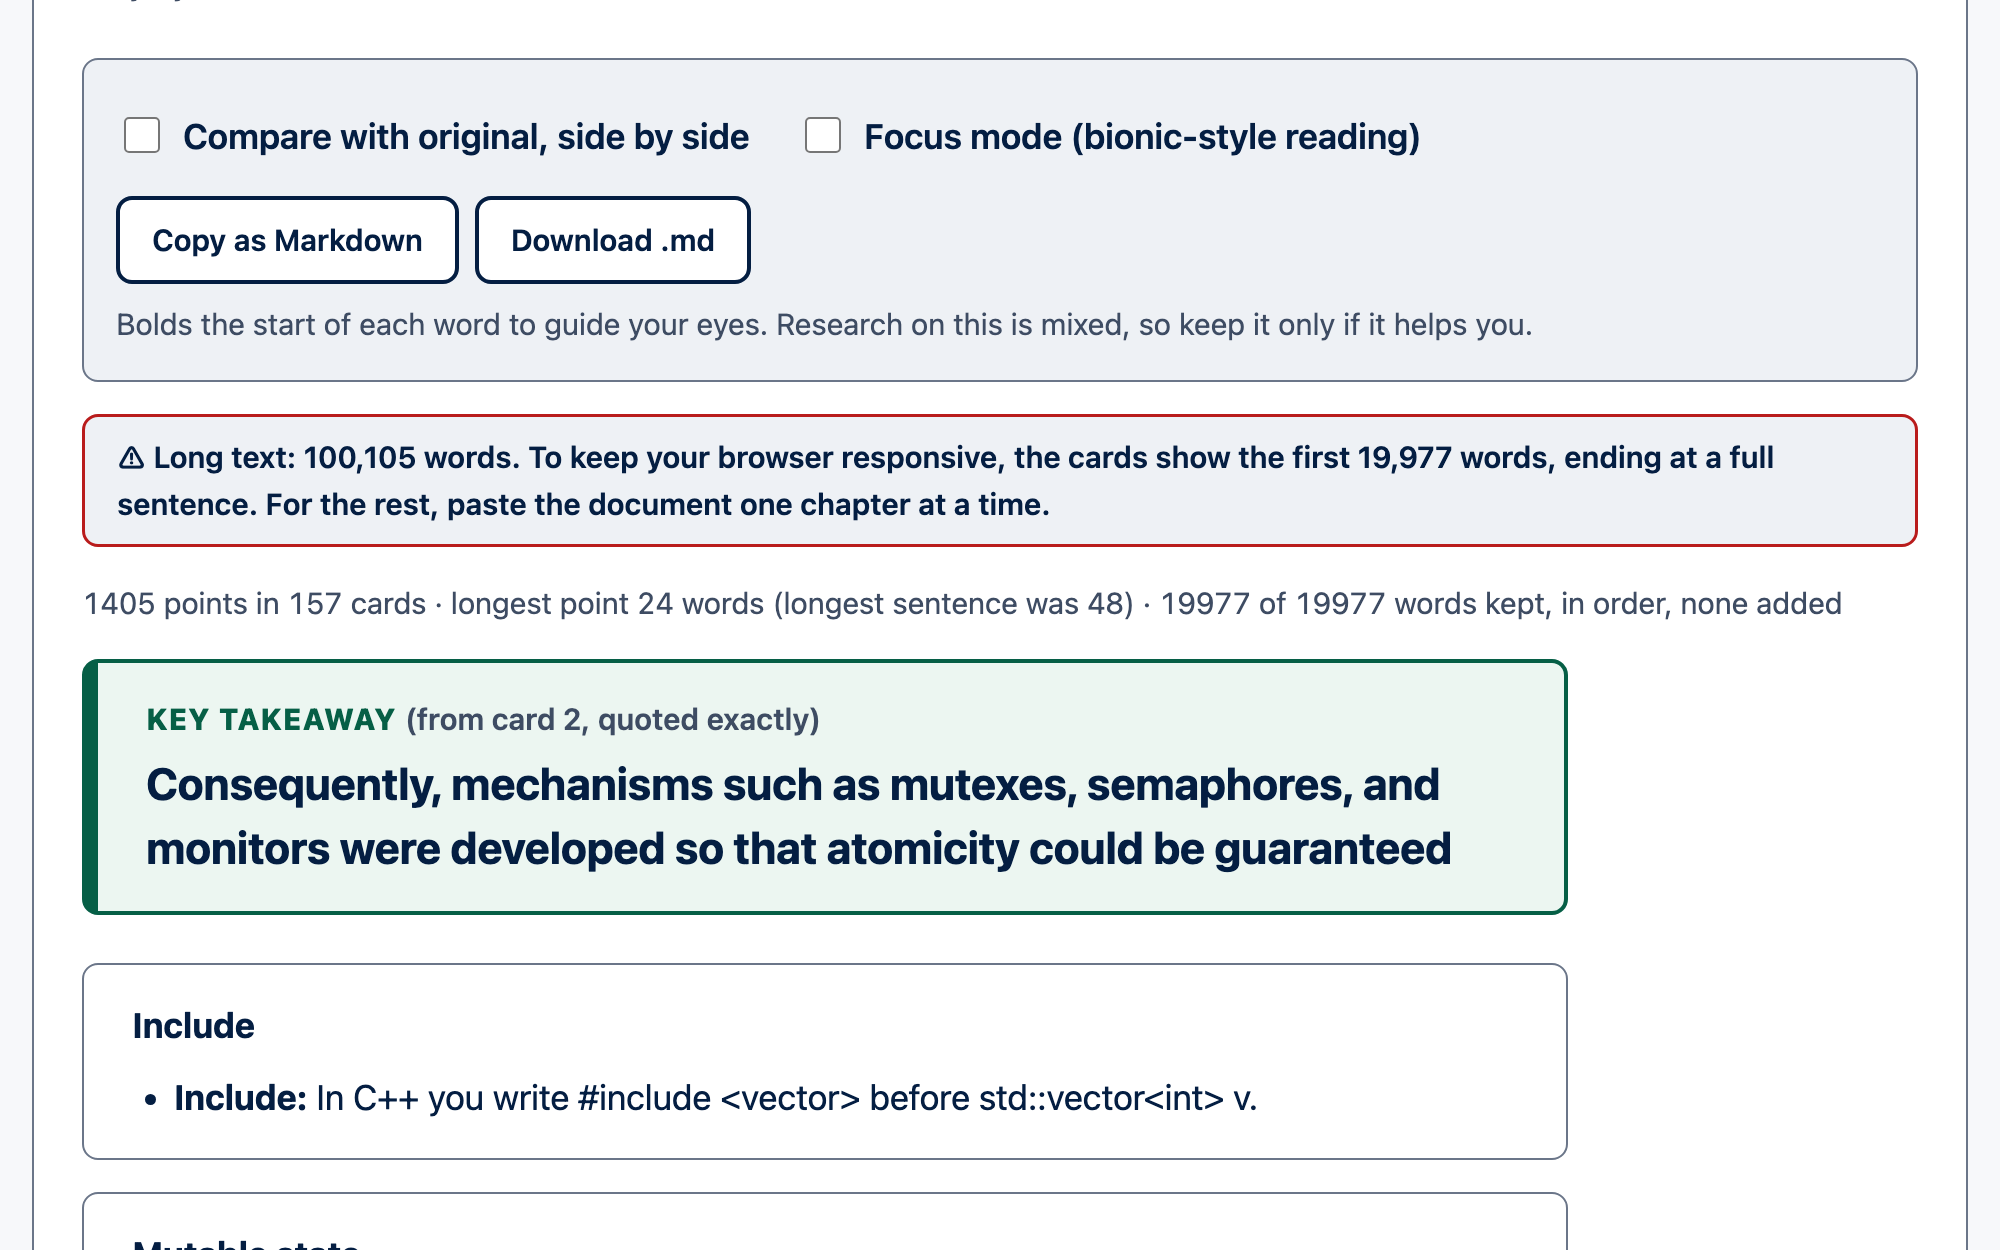 Compare with original, side by side
Focus mode (bionic-style reading)
Copy as Markdown
Download .md
Bolds the start of each word to guide your eyes. Research on this is mixed, so keep it only if it helps you.
⚠ Long text: 100,105 words. To keep your browser responsive, the cards show the first 19,977 words, ending at a full
sentence. For the rest, paste the document one chapter at a time.
1405 points in 157 cards · longest point 24 words (longest sentence was 48) · 19977 of 19977 words kept, in order, none added
KEY TAKEAWAY (from card 2, quoted exactly)
Consequently, mechanisms such as mutexes, semaphores, and
monitors were developed so that atomicity could be guaranteed
Include
• Include: In C++ you write #include <vector> before std::vector<int> v.
Mutable state